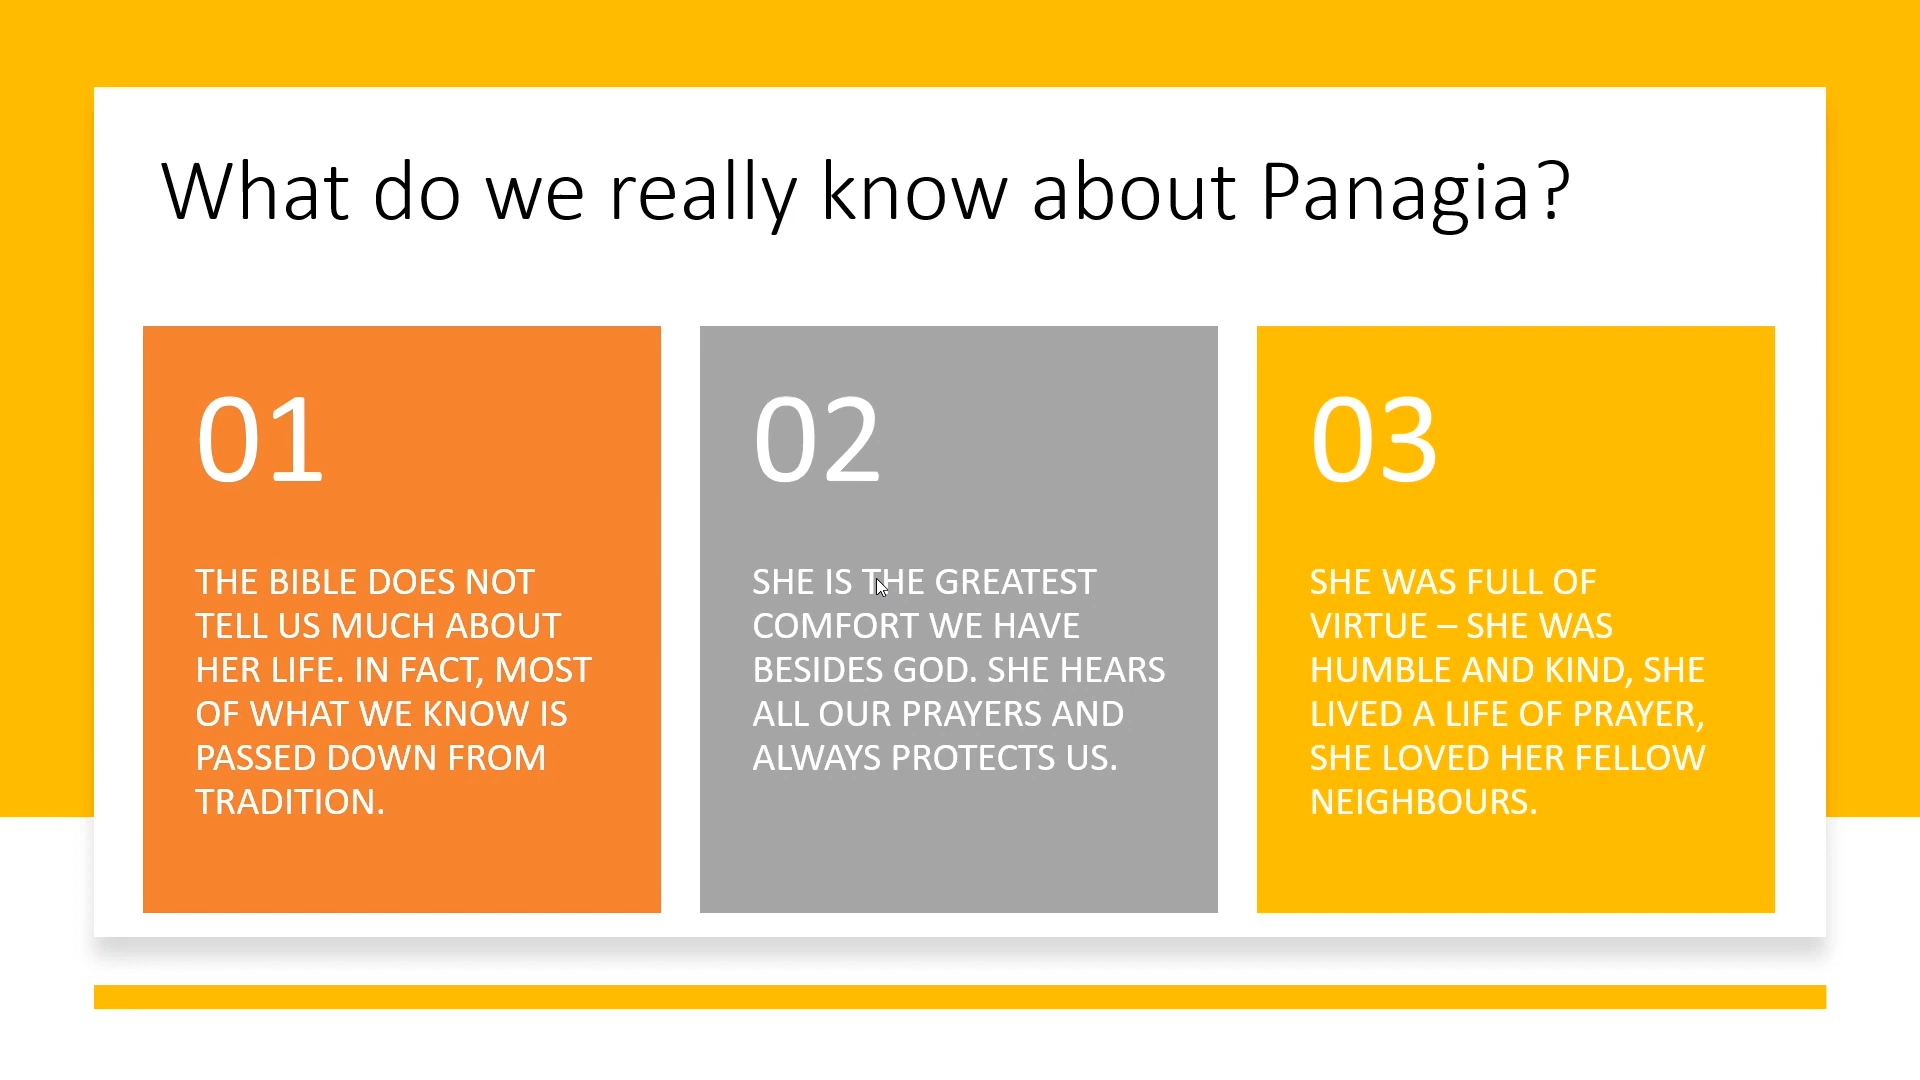 What do we really know about Panagia?
01
THE BIBLE DOES NOT
TELL US MUCH ABOUT
HER LIFE. IN FACT, MOST
OF WHAT WE KNOW IS
PASSED DOWN FROM
TRADITION.
02
SHE IS THE GREATEST
COMFORT WE HAVE
BESIDES GOD. SHE HEARS
ALL OUR PRAYERS AND
ALWAYS PROTECTS US.
03
SHE WAS FULL OF
VIRTUE – SHE WAS
HUMBLE AND KIND, SHE
LIVED A LIFE OF PRAYER,
SHE LOVED HER FELLOW
NEIGHBOURS.